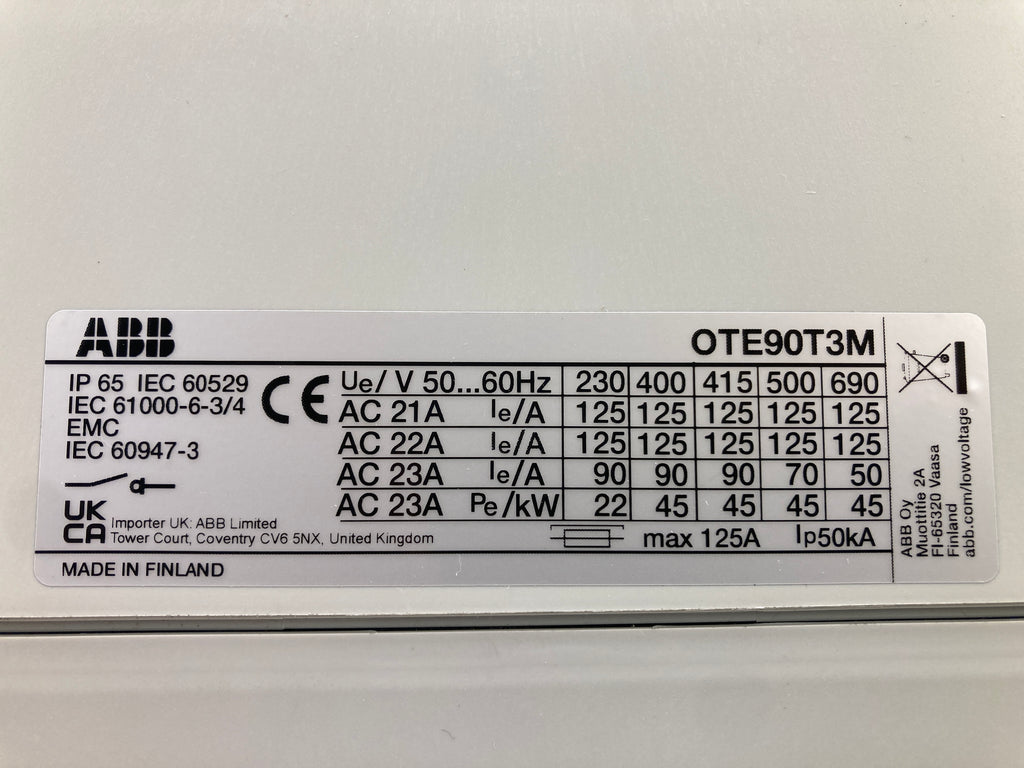 ABB
OTE90T3M
IP 65 IEC 60529
IEC 61000-6-3/4
EMC
IEC 60947-3
CE
Ue/ V 50...60Hz 230 400 415 500 690
AC 21A Ie/A 125 125 125 125 125
AC 22A Ie/A 125 125 125 125 125
AC 23A Ie/A 90 90 90 70 50
AC 23A Pe/kW 22 45 45 45 45
max 125A Ip50kA
UK
CA
Importer UK: ABB Limited
Tower Court, Coventry CV6 5NX, United Kingdom
MADE IN FINLAND
ABB Oy
Muottitie 2A
FI-65320 Vaasa
Finland
abb.com/lowvoltage